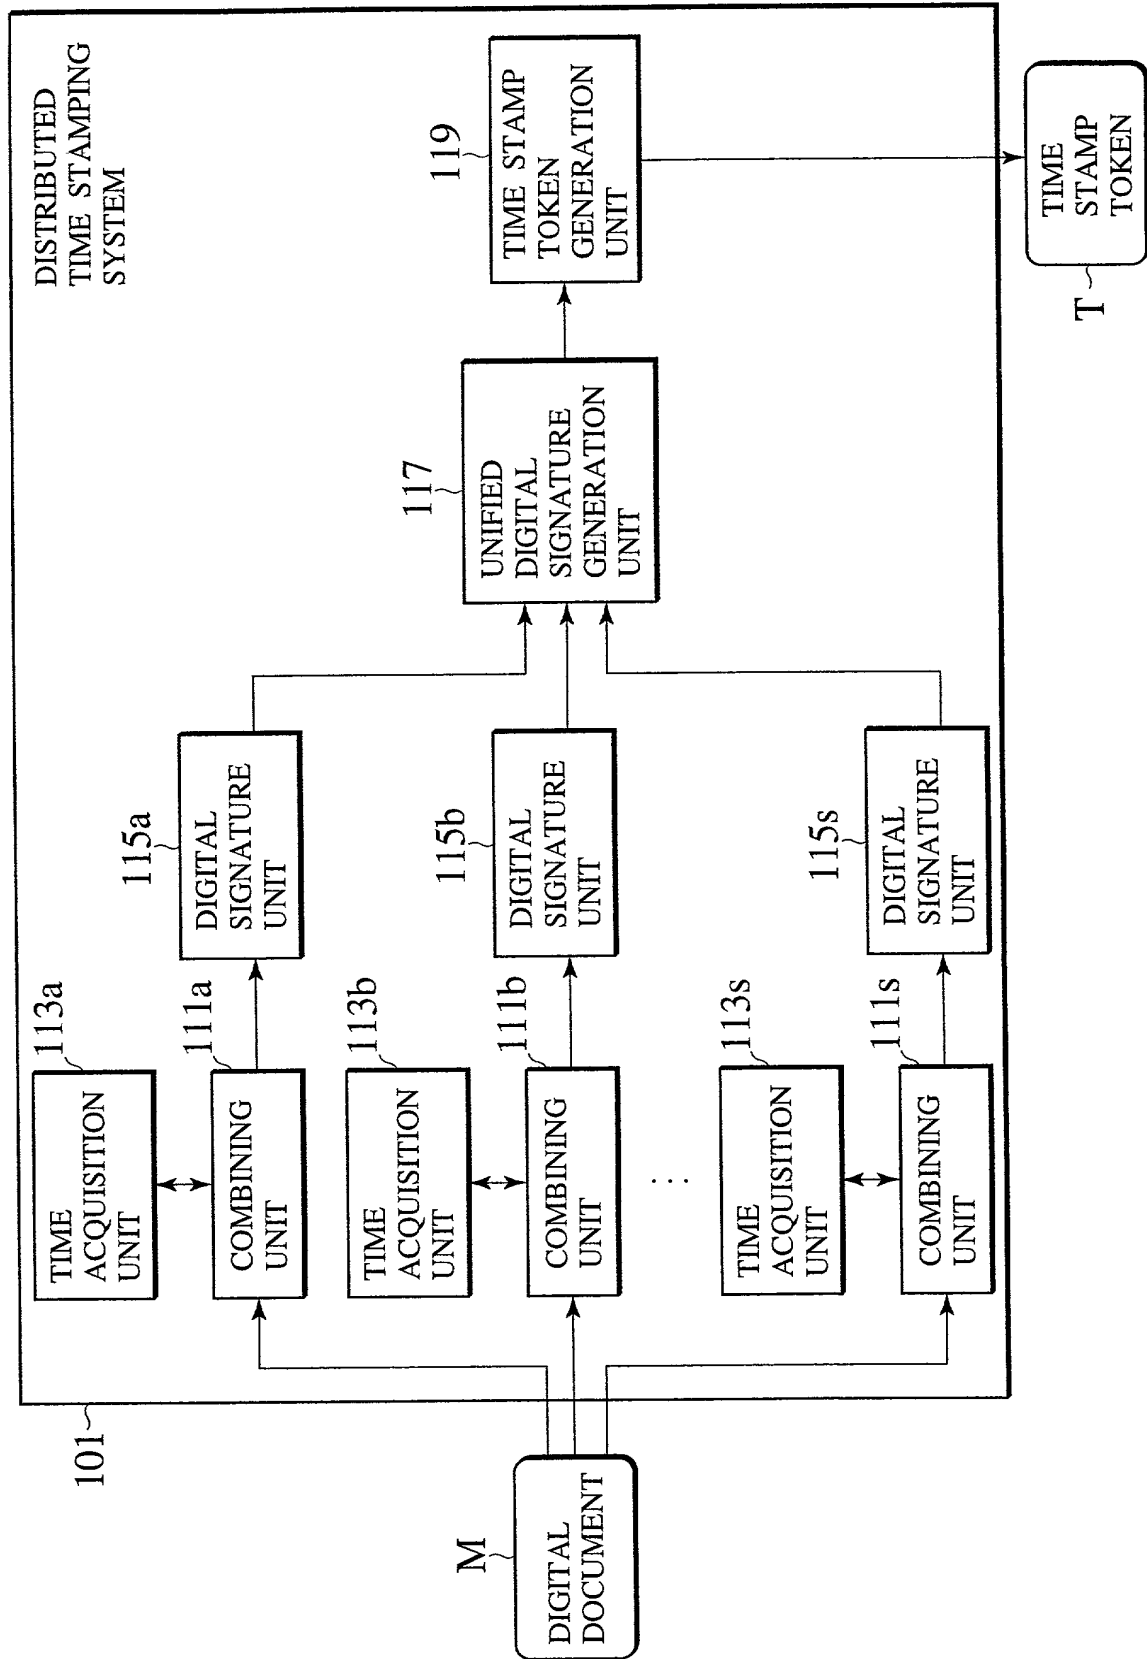 DISTRIBUTED
TIME STAMPING
SYSTEM
101
M
DIGITAL
DOCUMENT
113a
TIME
ACQUISITION
UNIT
111a
COMBINING
UNIT
115a
DIGITAL
SIGNATURE
UNIT
113b
TIME
ACQUISITION
UNIT
111b
COMBINING
UNIT
115b
DIGITAL
SIGNATURE
UNIT
...
113s
TIME
ACQUISITION
UNIT
111s
COMBINING
UNIT
115s
DIGITAL
SIGNATURE
UNIT
117
UNIFIED
DIGITAL
SIGNATURE
GENERATION
UNIT
119
TIME STAMP
TOKEN
GENERATION
UNIT
T
TIME
STAMP
TOKEN